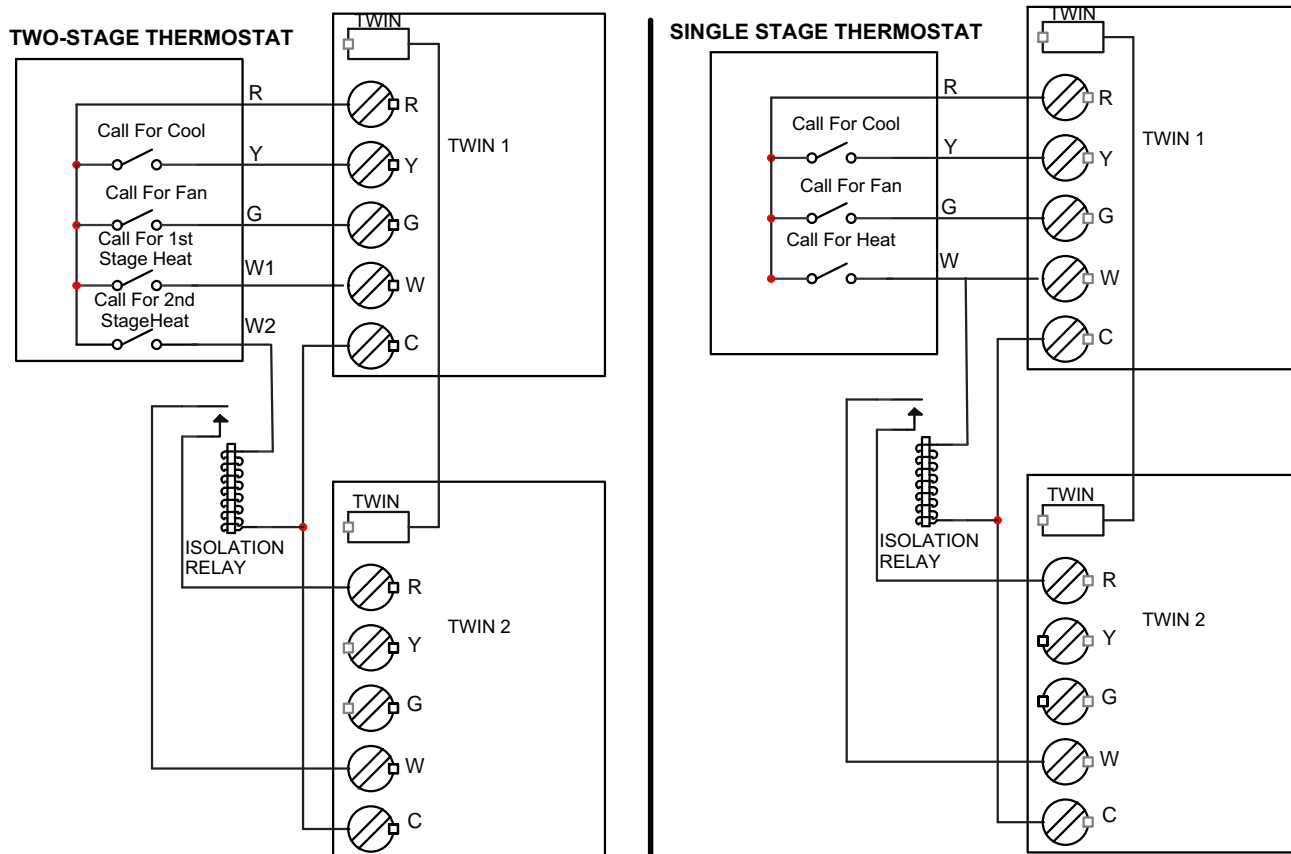 TWO-STAGE THERMOSTAT
TWIN
R
R
Call For Cool
TWIN 1
Y
Y
Call For Fan
G
G
Call For 1st
Stage Heat
W1
W
Call For 2nd
StageHeat
W2
C
TWIN
ISOLATION
RELAY
R
TWIN 2
Y
G
W
C
SINGLE STAGE THERMOSTAT
TWIN
R
R
Call For Cool
TWIN 1
Y
Y
Call For Fan
G
G
Call For Heat
W
W
C
TWIN
ISOLATION
RELAY
R
TWIN 2
Y
G
W
C